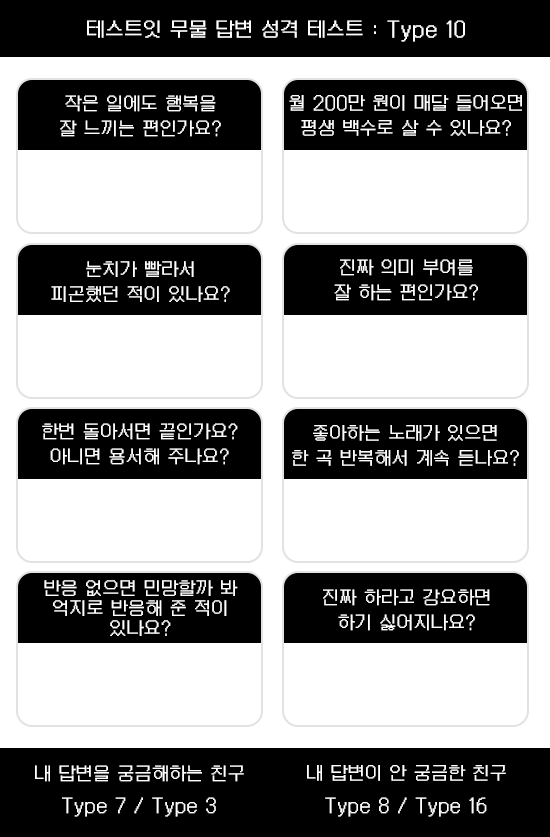 테스트잇 무물 답변 성격 테스트 : Type 10
작은 일에도 행복을
잘 느끼는 편인가요?
월 200만 원이 매달 들어오면
평생 백수로 살 수 있나요?
눈치가 빨라서
피곤했던 적이 있나요?
진짜 의미 부여를
잘 하는 편인가요?
한번 돌아서면 끝인가요?
아니면 용서해 주나요?
좋아하는 노래가 있으면
한 곡 반복해서 계속 듣나요?
반응 없으면 민망할까 봐
억지로 반응해 준 적이
있나요?
진짜 하라고 강요하면
하기 싫어지나요?
내 답변을 궁금해하는 친구
Type 7 / Type 3
내 답변이 안 궁금한 친구
Type 8 / Type 16